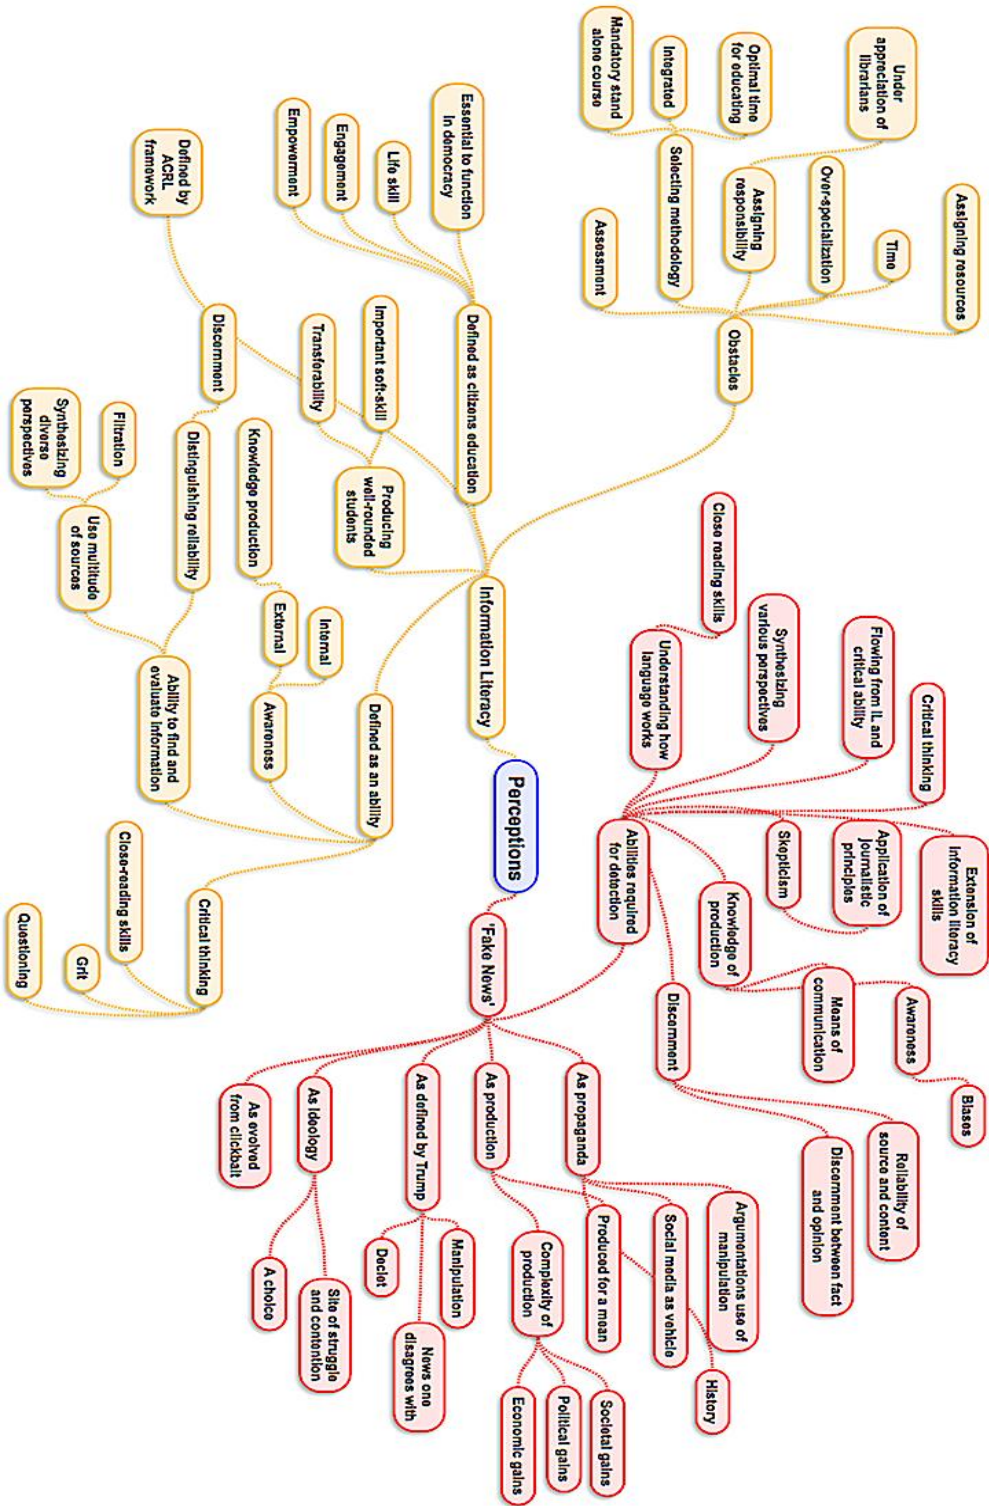 Perceptions
'Fake News'
Abilities required
for detection
Extension of
information literacy
skills
Critical thinking
Flowing from IL and
critical ability
Synthesizing
various perspectives
Understanding how
language works
Close reading skills
Application of
journalistic
principles
Skepticism
Knowledge of
production
Awareness
Biases
Means of
communication
Discernment
Reliability of
source and content
Discernment between fact
and opinion
As propaganda
Argumentations use of
manipulation
Social media as vehicle
History
As production
Produced for a mean
Complexity of
production
Societal gains
Political gains
Economic gains
As defined by Trump
Manipulation
News one
disagrees with
Deciet
As Ideology
Site of struggle
and contention
A choice
As evolved
from clickbait
Information Literacy
Obstacles
Assigning resources
Time
Over-specialization
Assigning
responsibility
Under
appreciation of
librarians
Selecting methodology
Optimal time
for educating
Integrated
Mandatory stand
alone course
Assessment
Defined as citizens education
Essential to function
in democracy
Life skill
Engagement
Empowerment
Producing
well-rounded
students
Important soft-skill
Transferability
Defined by
ACRL
framework
Defined as an ability
Awareness
Internal
External
Knowledge production
Ability to find and
evaluate information
Distinguishing reliability
Discernment
Use multitude
of sources
Filtration
Synthesizing
diverse
perspectives
Critical thinking
Close-reading skills
Grit
Questioning